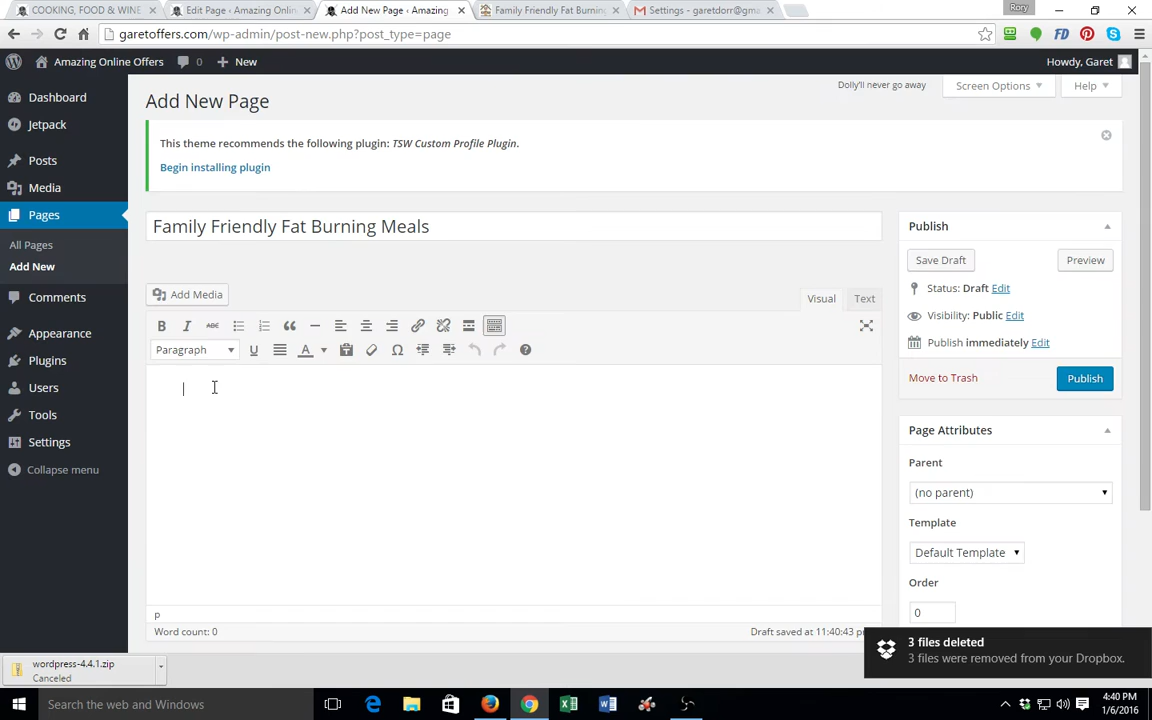 COOKING, FOOD & WINE
Edit Page ‹ Amazing Onlin
Add New Page ‹ Amazing
Family Friendly Fat Burnin
Settings - garetdorr@gma
Rory
garetoffers.com/wp-admin/post-new.php?post_type=page
Amazing Online Offers
0
New
Howdy, Garet
Dashboard
Jetpack
Posts
Media
Pages
All Pages
Add New
Comments
Appearance
Plugins
Users
Tools
Settings
Collapse menu
Dolly'll never go away
Screen Options
Help
Add New Page
This theme recommends the following plugin: TSW Custom Profile Plugin.
Begin installing plugin
Family Friendly Fat Burning Meals
Add Media
Visual
Text
B I ABC
Paragraph U A Ω
p
Word count: 0
Draft saved at 11:40:43 p
Publish
Save Draft
Preview
Status: Draft Edit
Visibility: Public Edit
Publish immediately Edit
Move to Trash
Publish
Page Attributes
Parent
(no parent)
Template
Default Template
Order
0
3 files deleted
3 files were removed from your Dropbox.
wordpress-4.4.1.zip
Canceled
Search the web and Windows
4:40 PM
1/6/2016